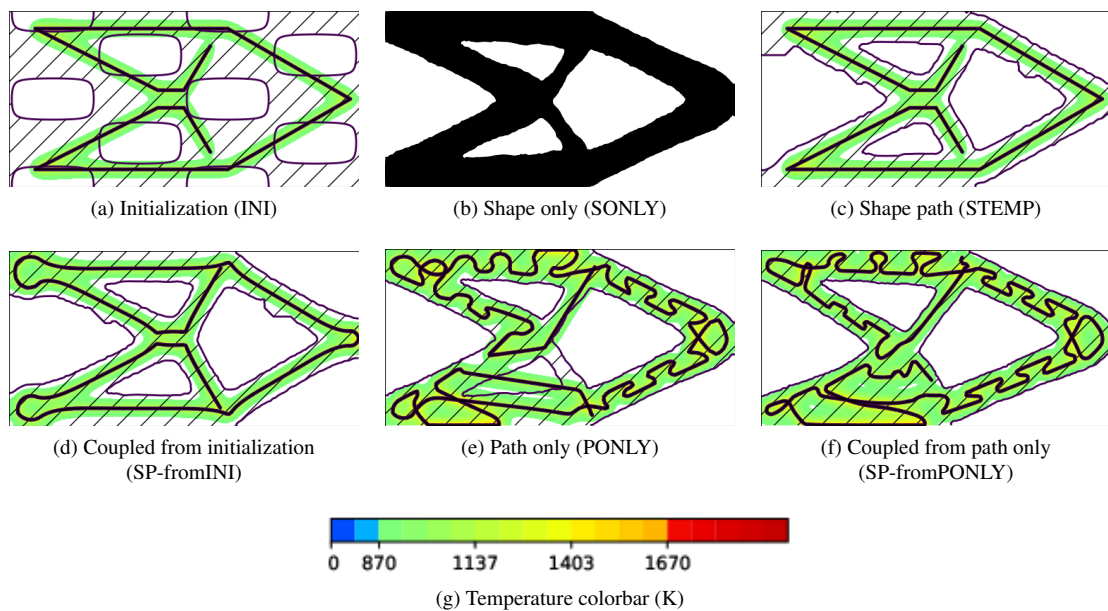 (a) Initialization (INI)
(b) Shape only (SONLY)
(c) Shape path (STEMP)
(d) Coupled from initialization
(SP-fromINI)
(e) Path only (PONLY)
(f) Coupled from path only
(SP-fromPONLY)
0 870 1137 1403 1670
(g) Temperature colorbar (K)